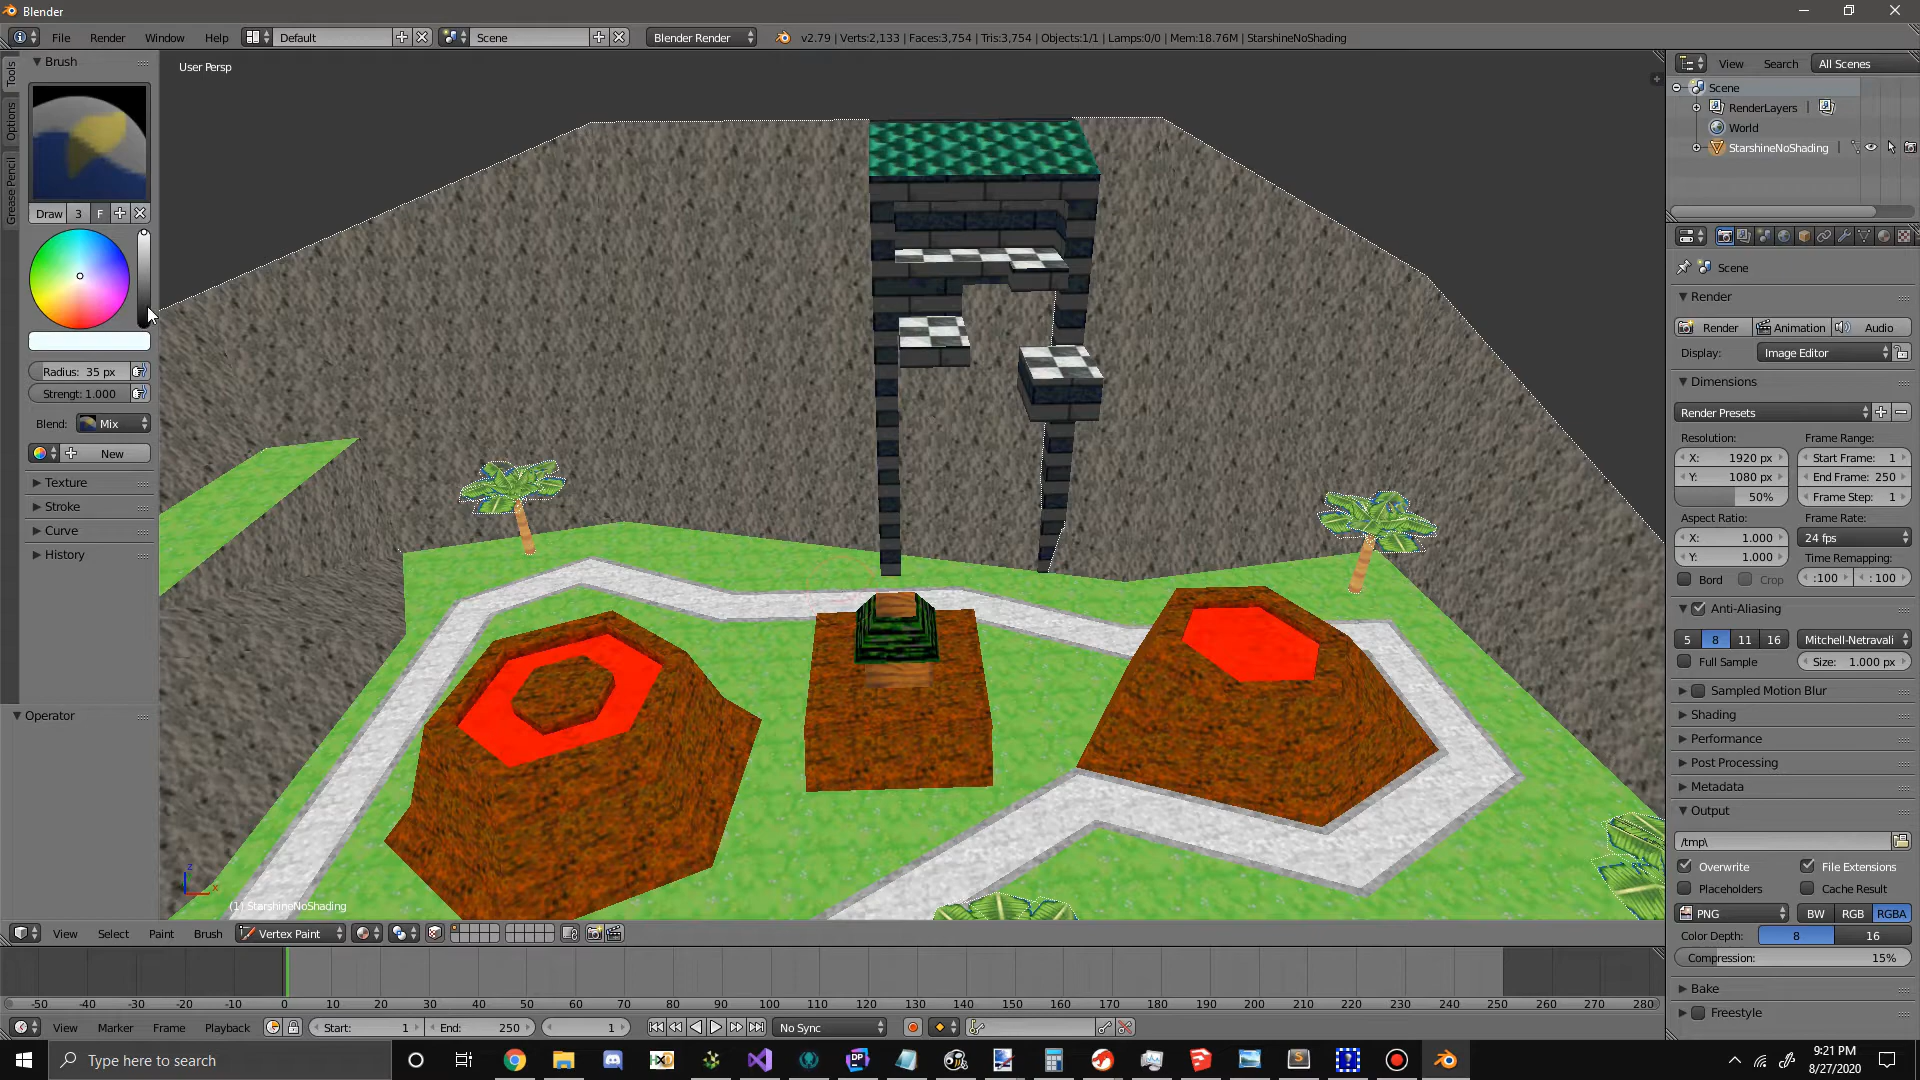 Blender
File Render Window Help Default Scene Blender Render v2.79 | Verts:2,133 | Faces:3,754 | Tris:3,754 | Objects:1/1 | Lamps:0/0 | Mem:18.76M | StarshineNoShading
Tools
Options
Grease Pencil
Brush
Draw 3 F
Radius: 35 px
Strengt: 1.000
Blend: Mix
New
Texture
Stroke
Curve
History
Operator
User Persp
(1) StarshineNoShading
View Select Paint Brush Vertex Paint
View Search All Scenes
Scene
RenderLayers |
World
StarshineNoShading |
Scene
Render
Render Animation Audio
Display: Image Editor
Dimensions
Render Presets
Resolution: Frame Range:
X: 1920 px Start Frame: 1
Y: 1080 px End Frame: 250
50% Frame Step: 1
Aspect Ratio: Frame Rate:
X: 1.000 24 fps
Y: 1.000 Time Remapping:
Bord Crop :100 : 100
Anti-Aliasing
5 8 11 16 Mitchell-Netravali
Full Sample Size: 1.000 px
Sampled Motion Blur
Shading
Performance
Post Processing
Metadata
Output
/tmp\
Overwrite File Extensions
Placeholders Cache Result
PNG BW RGB RGBA
Color Depth: 8 16
Compression: 15%
Bake
Freestyle
-50 -40 -30 -20 -10 0 10 20 30 40 50 60 70 80 90 100 110 120 130 140 150 160 170 180 190 200 210 220 230 240 250 260 270 280
View Marker Frame Playback Start: 1 End: 250 1 No Sync
Type here to search
9:21 PM
8/27/2020